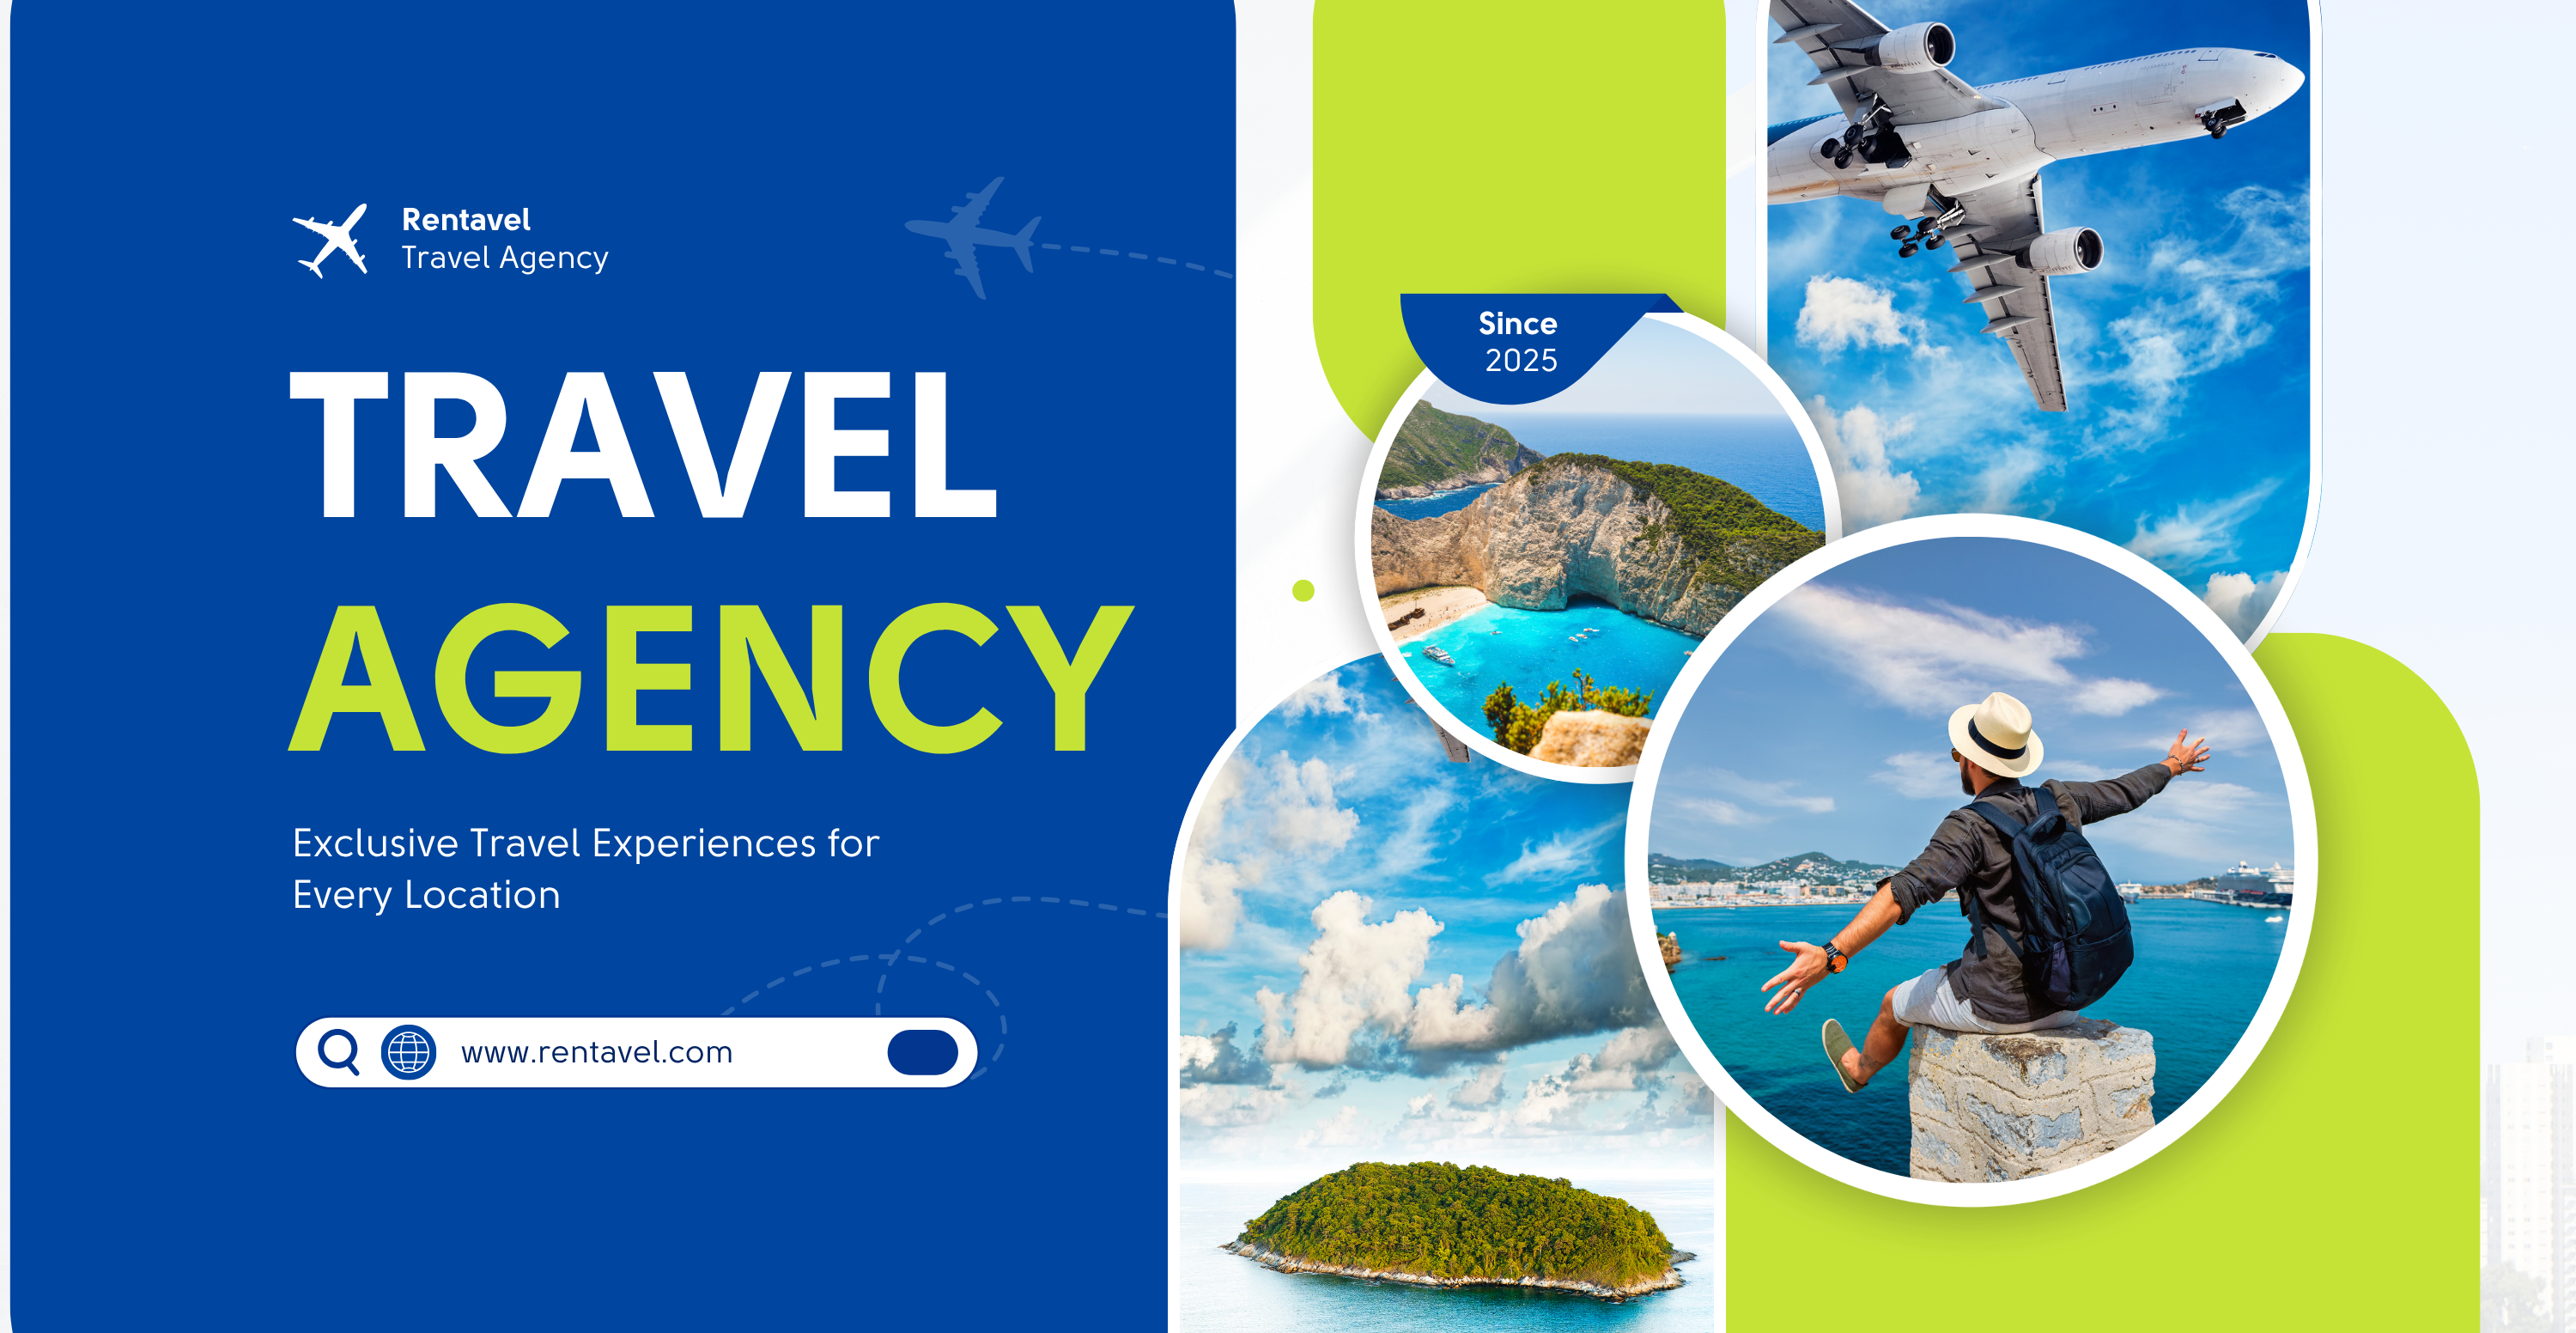 Rentavel
Travel Agency
TRAVEL
AGENCY
Exclusive Travel Experiences for
Every Location
www.rentavel.com
Since
2025